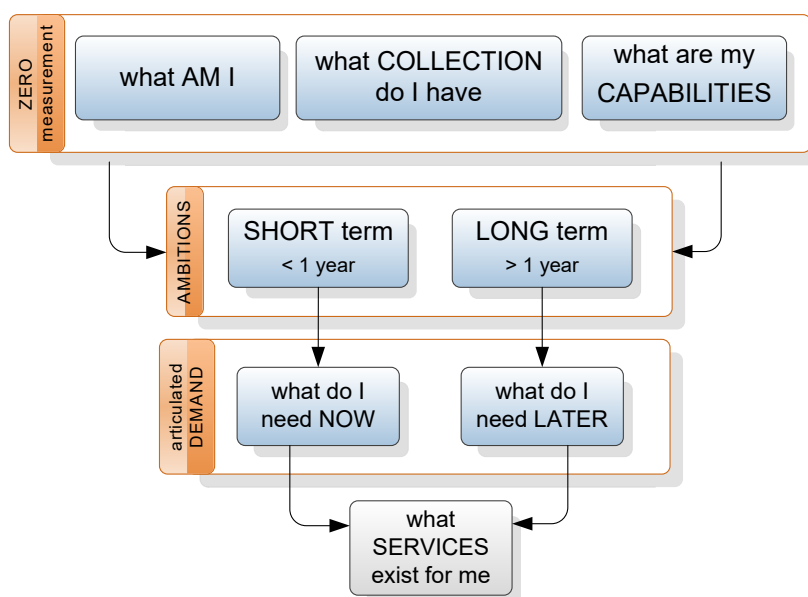 ZERO
measurement
what AM I
what COLLECTION
do I have
what are my
CAPABILITIES
AMBITIONS
SHORT term
< 1 year
LONG term
> 1 year
articulated
DEMAND
what do I
need NOW
what do I
need LATER
what
SERVICES
exist for me